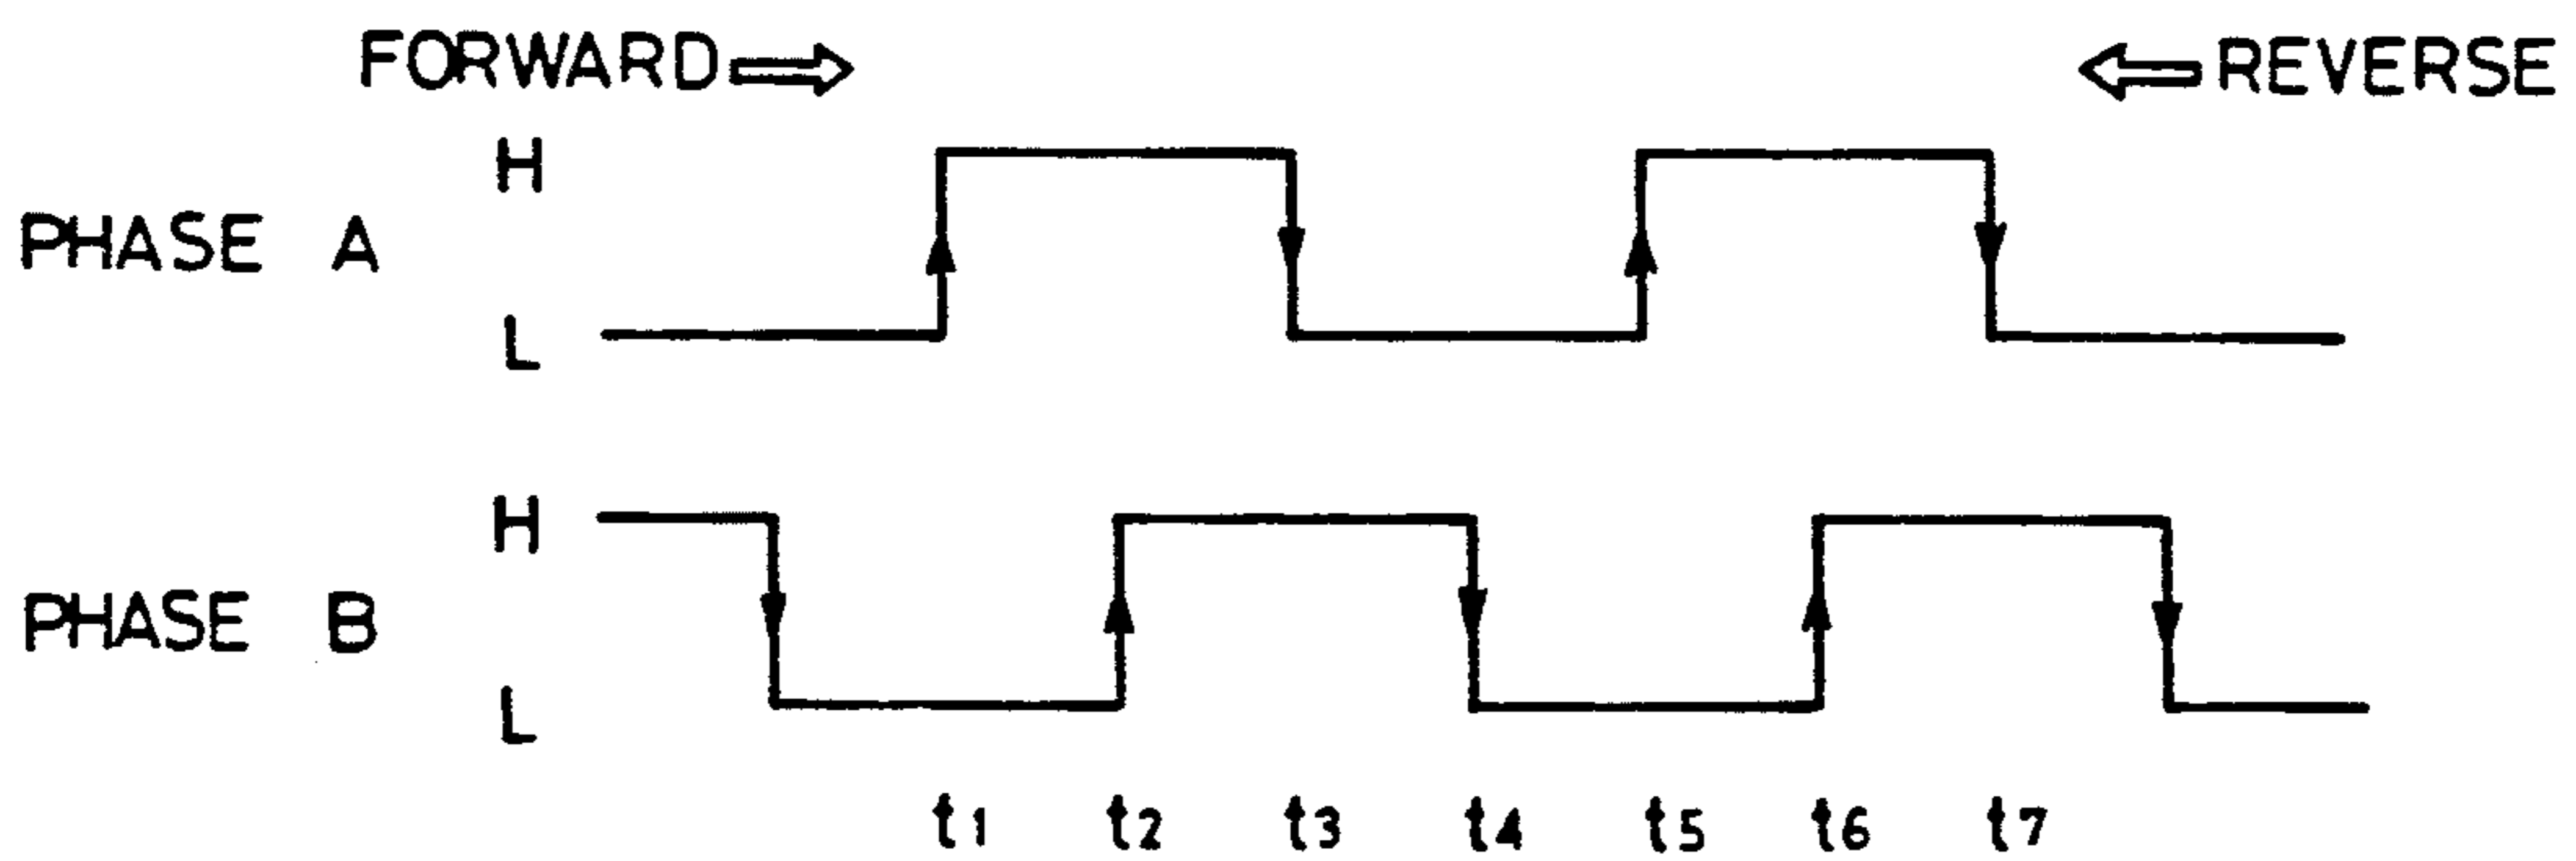 FORWARD⇨ ⇦REVERSE
H
PHASE A
L
H
PHASE B
L
t1 t2 t3 t4 t5 t6 t7